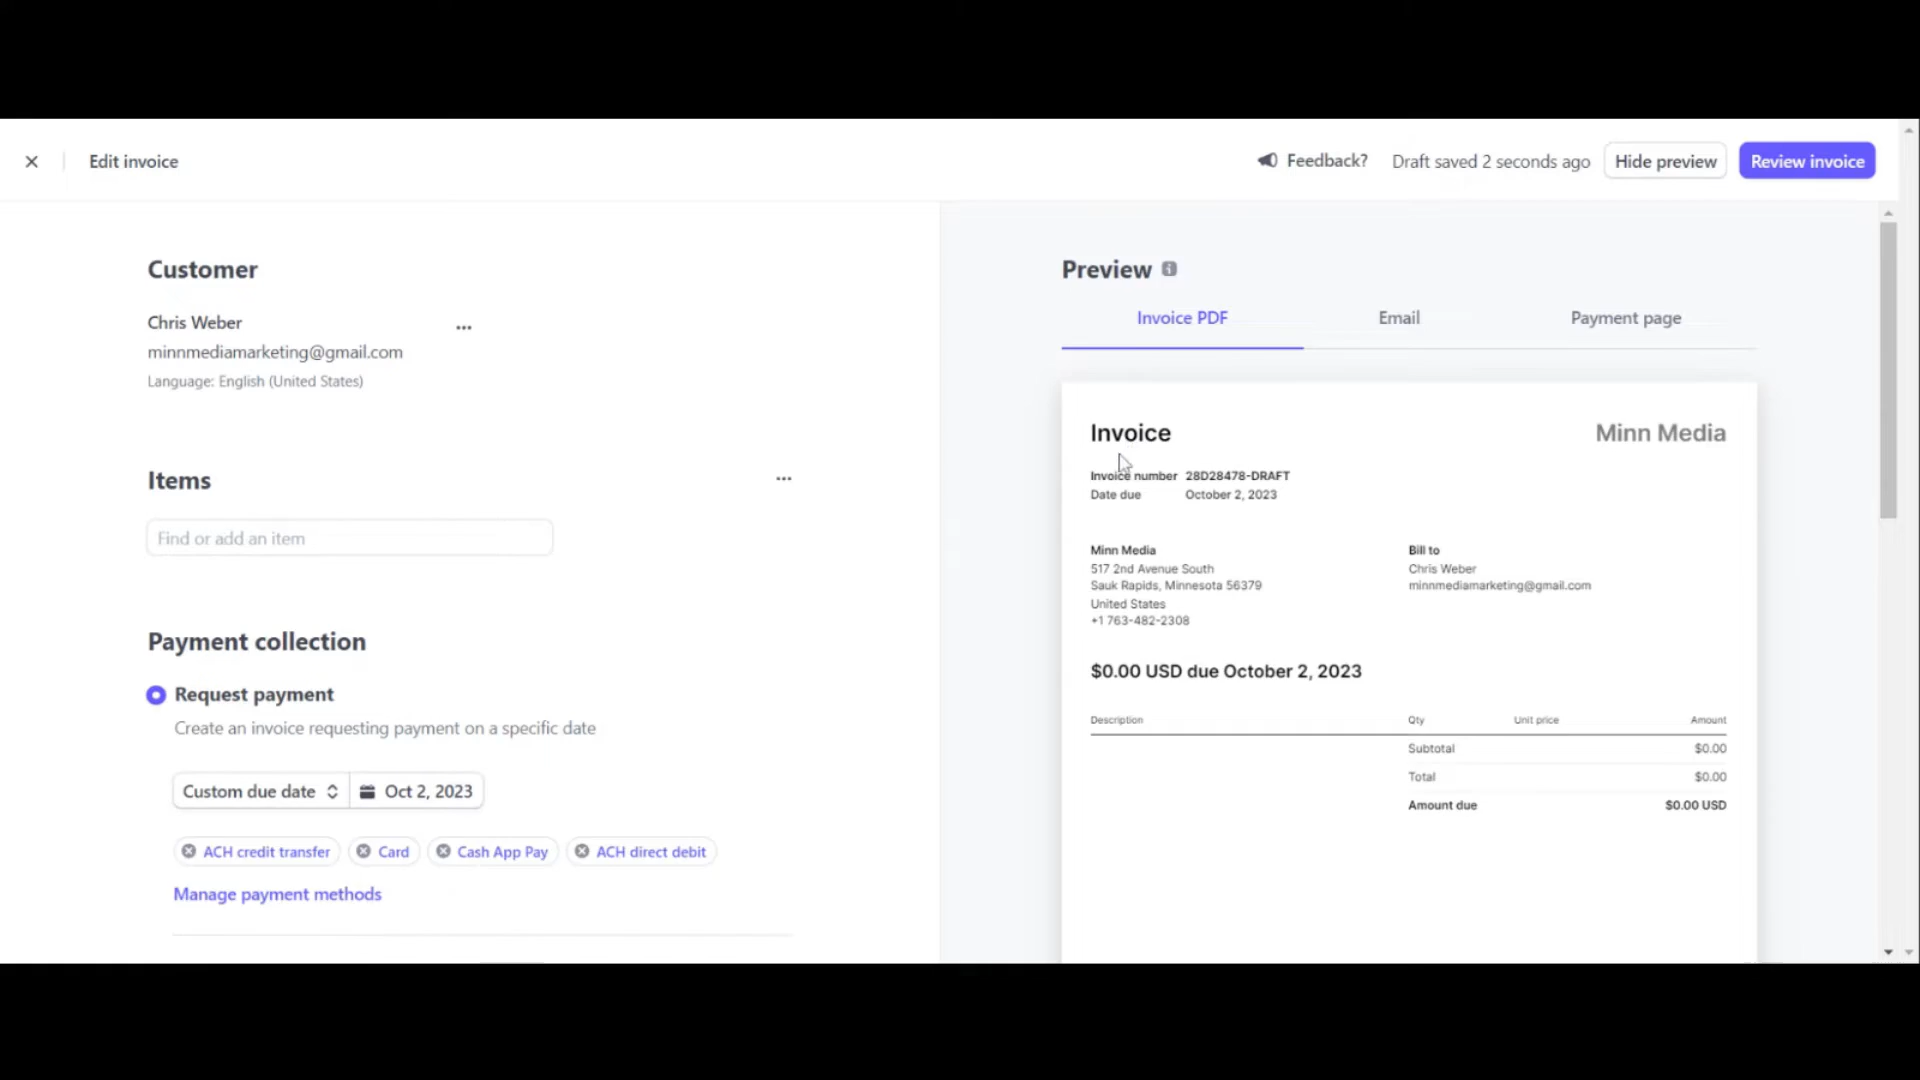 Edit invoice
Feedback?
Draft saved 2 seconds ago
Hide preview
Review invoice
Customer
Chris Weber
minnmediamarketing@gmail.com
Language: English (United States)
Items
Find or add an item
Payment collection
Request payment
Create an invoice requesting payment on a specific date
Custom due date
Oct 2, 2023
ACH credit transfer
Card
Cash App Pay
ACH direct debit
Manage payment methods
Preview
Invoice PDF
Email
Payment page
Invoice
Minn Media
Invoice number 28D28478-DRAFT
Date due October 2, 2023
Minn Media
517 2nd Avenue South
Sauk Rapids, Minnesota 56379
United States
+1 763-482-2308
Bill to
Chris Weber
minnmediamarketing@gmail.com
$0.00 USD due October 2, 2023
Description Qty Unit price Amount
Subtotal $0.00
Total $0.00
Amount due $0.00 USD